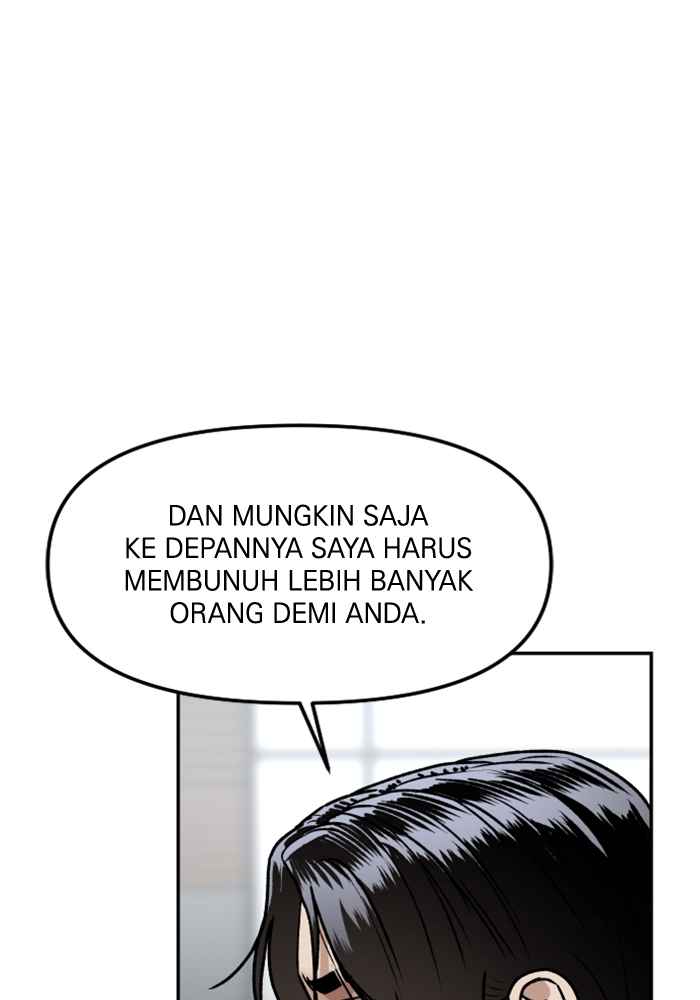 DAN MUNGKIN SAJA
KE DEPANNYA SAYA HARUS
MEMBUNUH LEBIH BANYAK
ORANG DEMI ANDA.